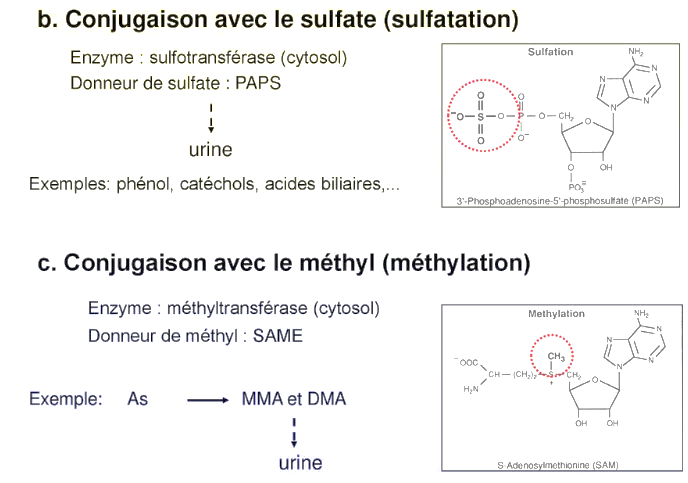 b. Conjugaison avec le sulfate (sulfatation)
Enzyme : sulfotransférase (cytosol)
Donneur de sulfate : PAPS
urine
Exemples: phénol, catéchols, acides biliaires,...
Sulfation
NH₂
N
N
N
N
O
O
⁻O—S—O—P—O—CH₂
O
O
O⁻
O
OH
PO₃⁼
3'-Phosphoadenosine-5'-phosphosulfate (PAPS)
c. Conjugaison avec le méthyl (méthylation)
Enzyme : méthyltransférase (cytosol)
Donneur de méthyl : SAME
Exemple: As → MMA et DMA
urine
Methylation
NH₂
N
N
N
N
CH₃
⁻OOC
CH—(CH₂)₂—S—CH₂
+
O
H₂N
OH
OH
S-Adenosylmethionine (SAM)